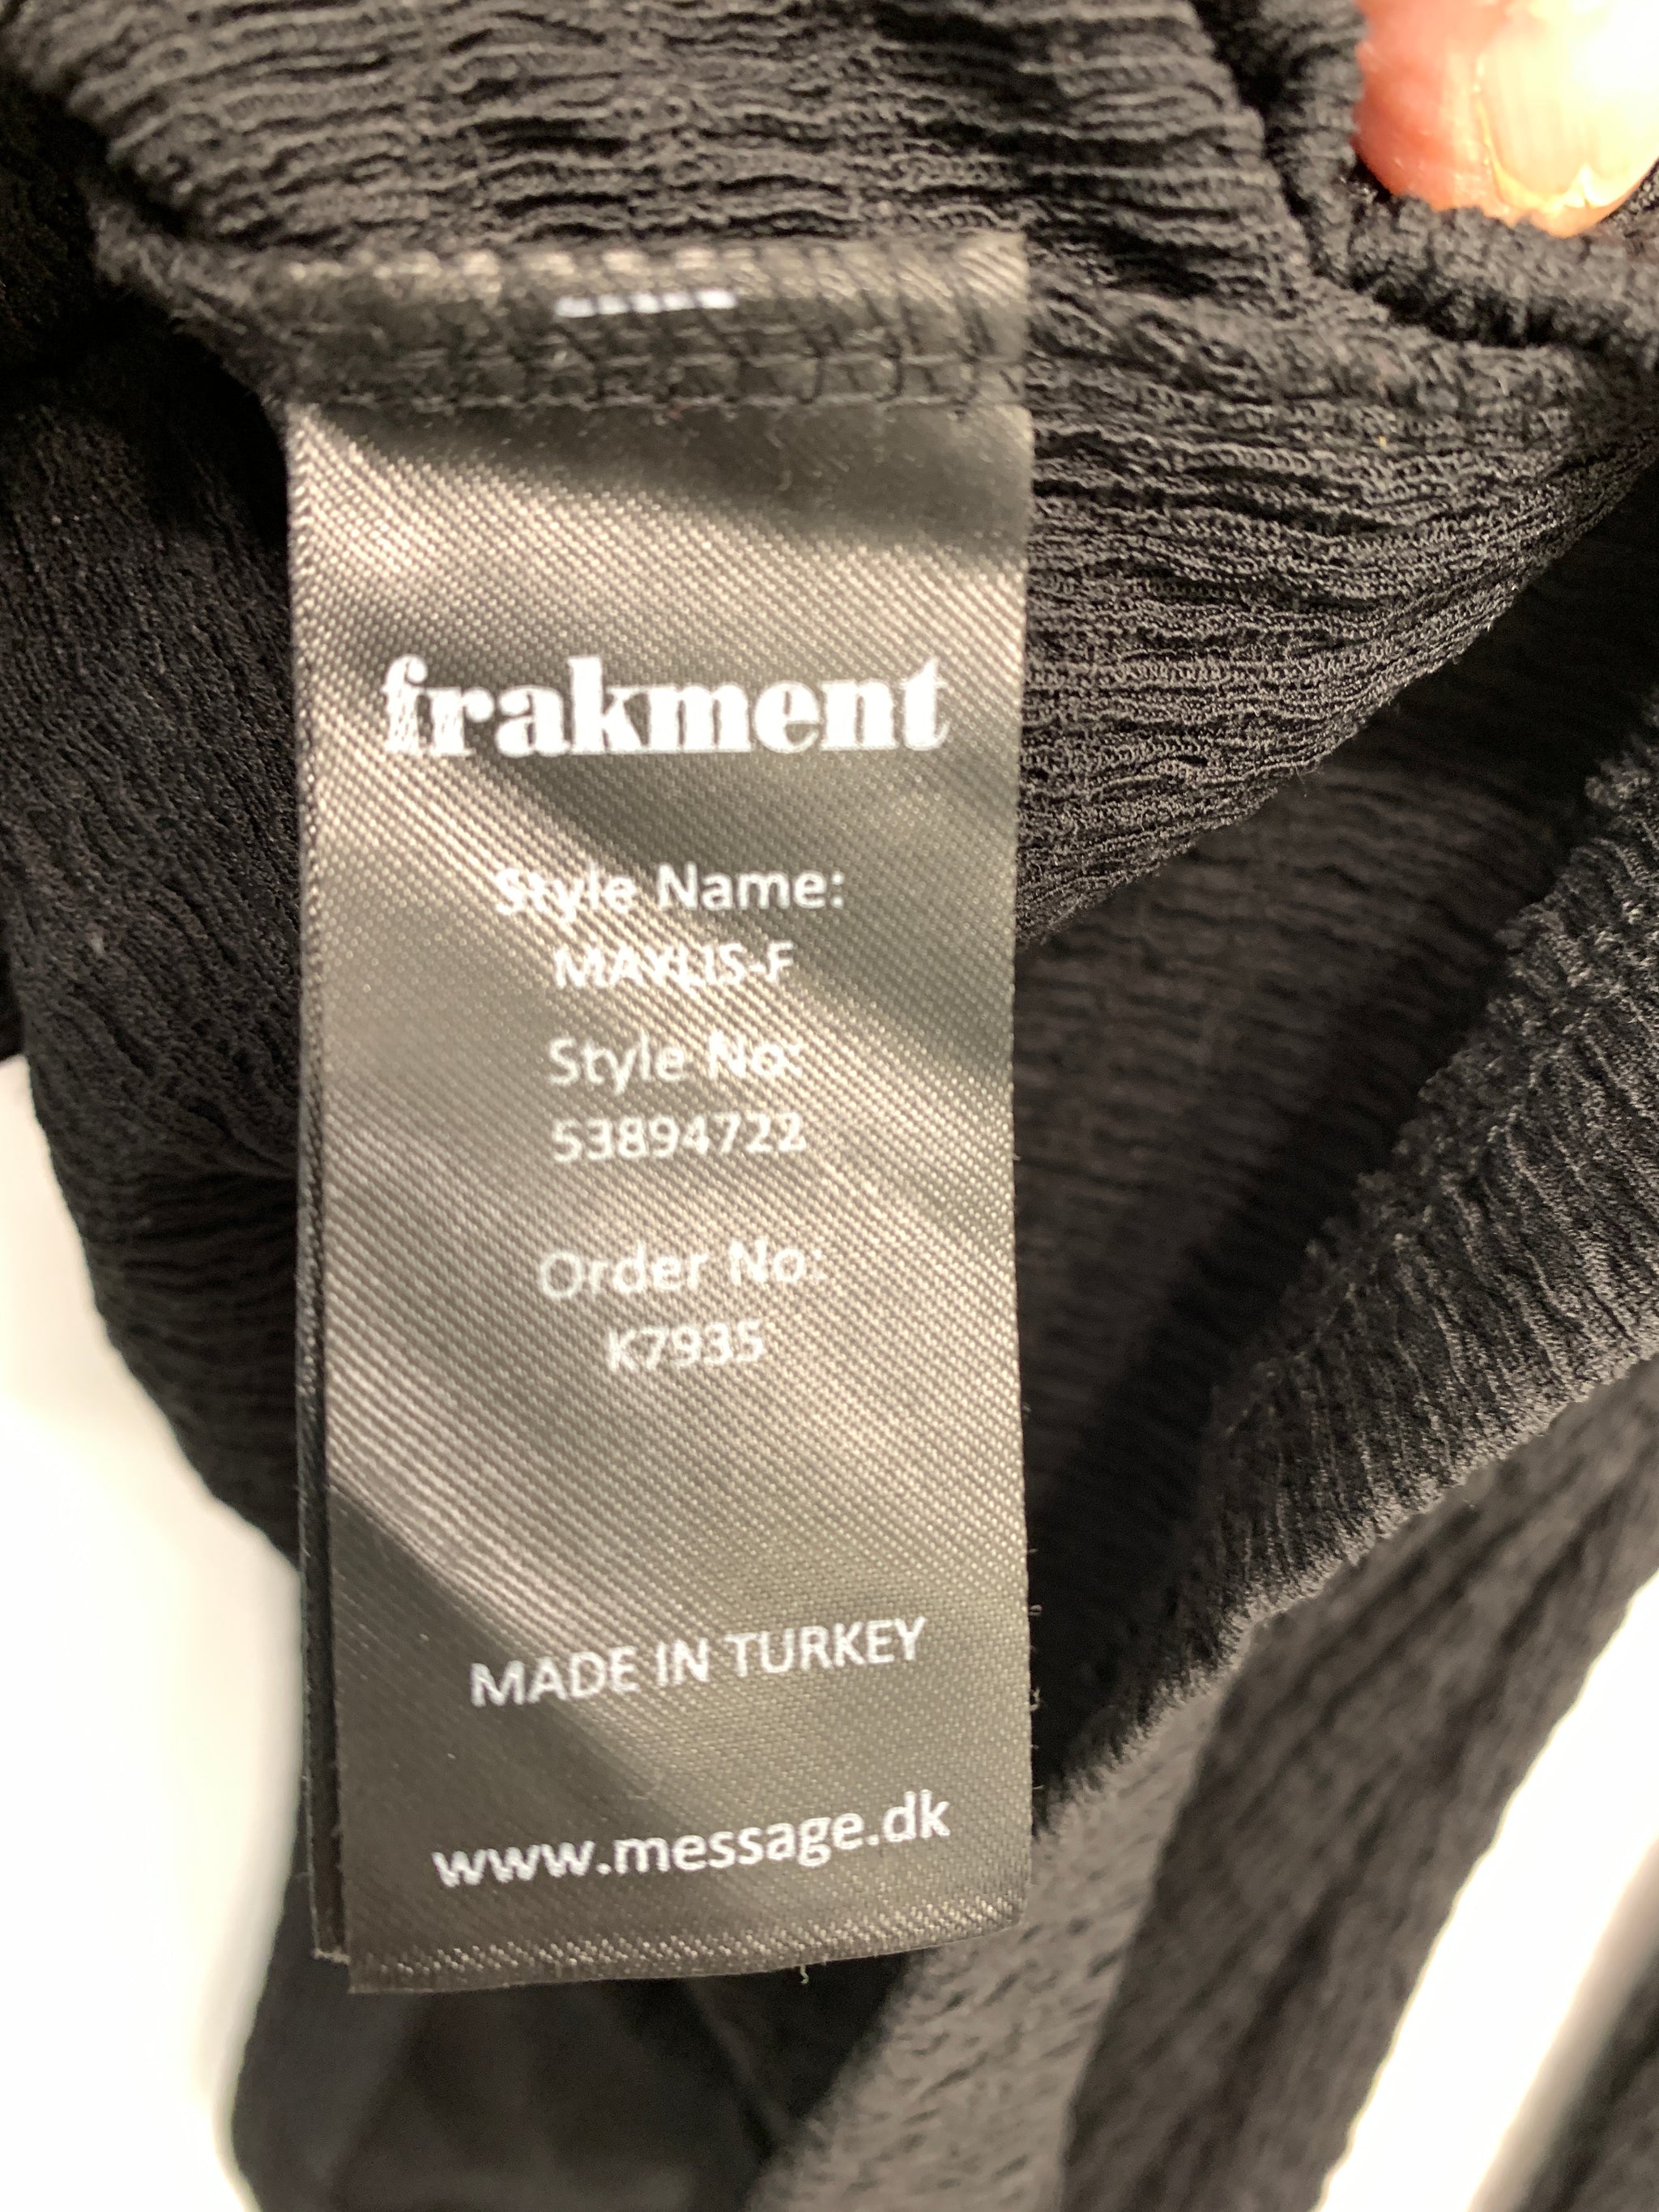 frakment
Style Name:
MAYLIS-F
Style No:
53894722
Order No:
K7935
MADE IN TURKEY
www.message.dk